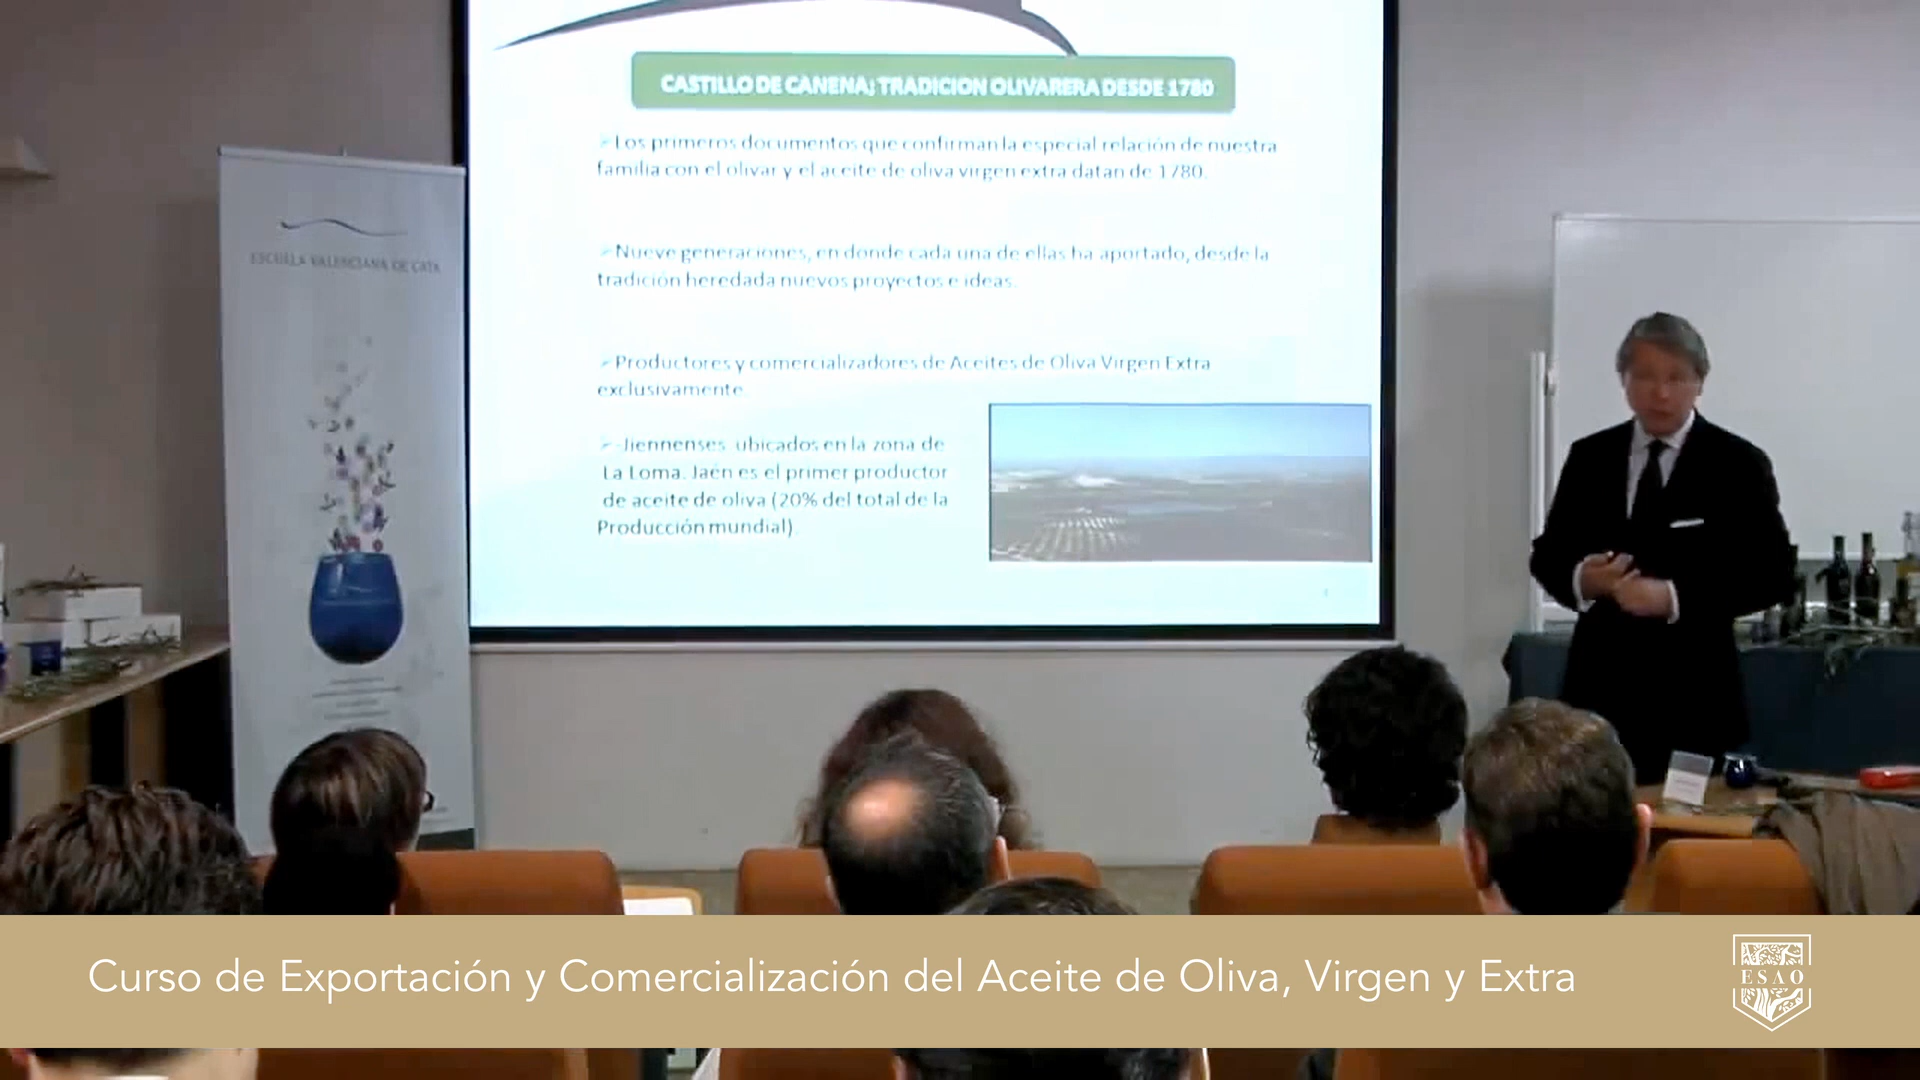 CASTILLO DE CANENA; TRADICION OLIVARERA DESDE 1780
Los primeros documentos que confirman la especial relación de nuestra
familia con el olivar y el aceite de oliva virgen extra datan de 1780.
Nueve generaciones, en donde cada una de ellas ha aportado, desde la
tradición heredada nuevos proyectos e ideas.
Productores y comercializadores de Aceites de Oliva Virgen Extra
exclusivamente.
-Jiennenses ubicados en la zona de
La Loma. Jaén es el primer productor
de aceite de oliva (20% del total de la
Producción mundial)
ESCUELA VALENCIANA DE CATA
Curso de Exportación y Comercialización del Aceite de Oliva, Virgen y Extra
ESAO